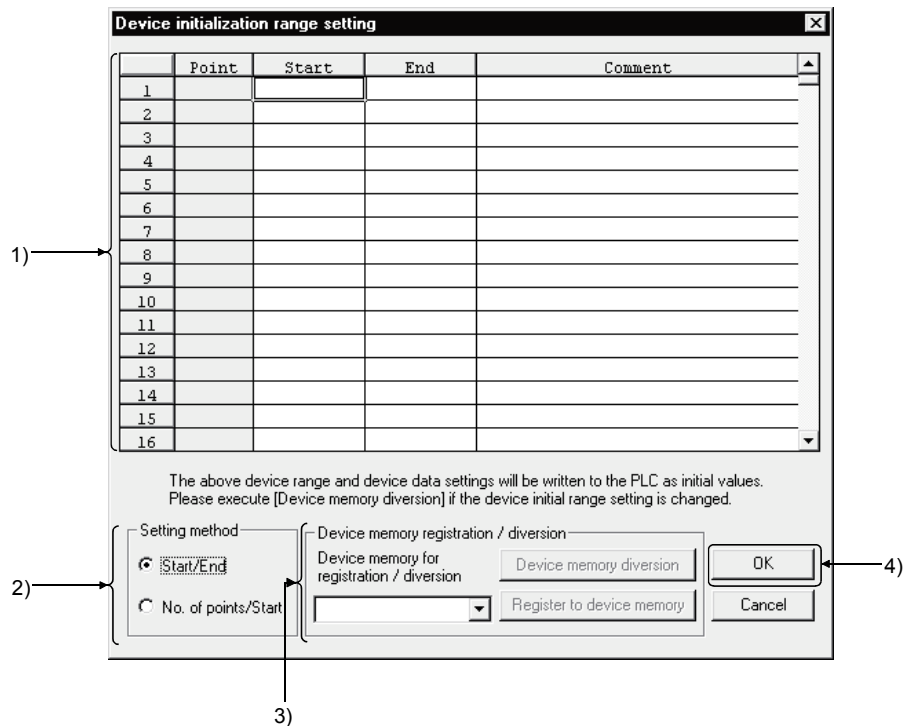 Device initialization range setting
Point Start End Comment
1
2
3
4
5
6
7
1)
8
9
10
11
12
13
14
15
16
The above device range and device data settings will be written to the PLC as initial values.
Please execute [Device memory diversion] if the device initial range setting is changed.
Setting method
Start/End
No. of points/Start
2)
Device memory registration / diversion
Device memory for
registration / diversion
Device memory diversion
Register to device memory
3)
OK
Cancel
4)